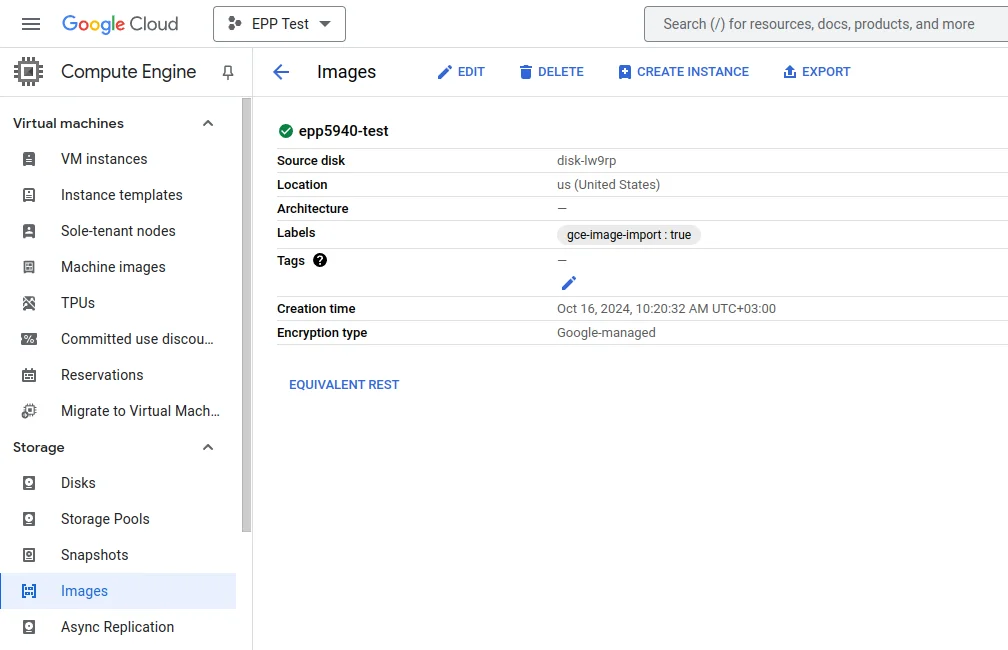 Google Cloud
EPP Test
Search (/) for resources, docs, products, and more
Compute Engine
Images
EDIT
DELETE
CREATE INSTANCE
EXPORT
Virtual machines
VM instances
Instance templates
Sole-tenant nodes
Machine images
TPUs
Committed use discou…
Reservations
Migrate to Virtual Mach…
Storage
Disks
Storage Pools
Snapshots
Images
Async Replication
epp5940-test
Source disk disk-lw9rp
Location us (United States)
Architecture —
Labels gce-image-import : true
Tags ? —
Creation time Oct 16, 2024, 10:20:32 AM UTC+03:00
Encryption type Google-managed
EQUIVALENT REST